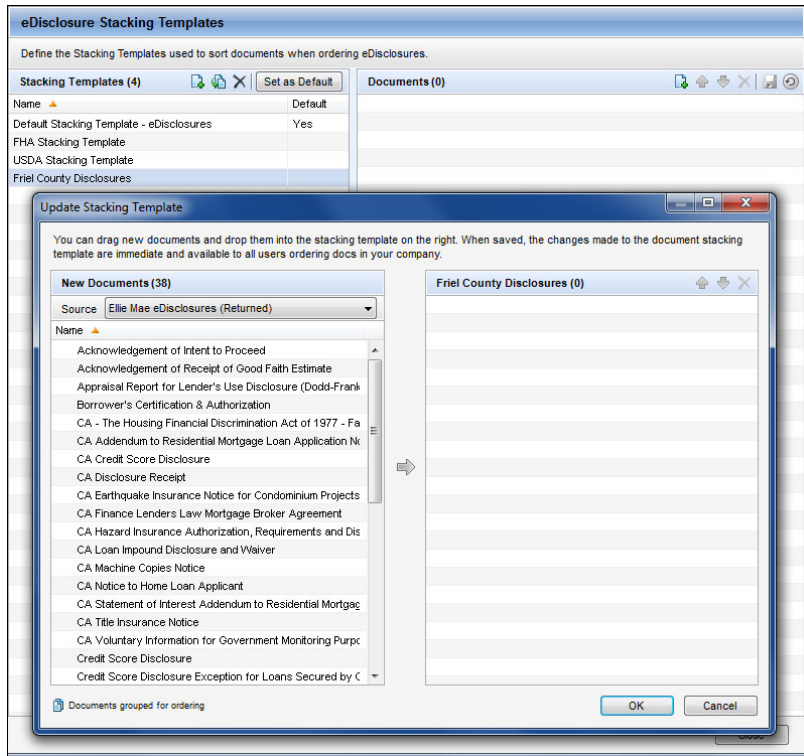 eDisclosure Stacking Templates
Define the Stacking Templates used to sort documents when ordering eDisclosures.
Stacking Templates (4)
Set as Default
Documents (0)
Name
Default
Default Stacking Template - eDisclosures
Yes
FHA Stacking Template
USDA Stacking Template
Friel County Disclosures
Update Stacking Template
You can drag new documents and drop them into the stacking template on the right. When saved, the changes made to the document stacking
template are immediate and available to all users ordering docs in your company.
New Documents (38)
Source
Ellie Mae eDisclosures (Returned)
Name
Acknowledgement of Intent to Proceed
Acknowledgement of Receipt of Good Faith Estimate
Appraisal Report for Lender's Use Disclosure (Dodd-Frank
Borrower's Certification & Authorization
CA - The Housing Financial Discrimination Act of 1977 - Fa
CA Addendum to Residential Mortgage Loan Application No
CA Credit Score Disclosure
CA Disclosure Receipt
CA Earthquake Insurance Notice for Condominium Projects
CA Finance Lenders Law Mortgage Broker Agreement
CA Hazard Insurance Authorization, Requirements and Dis
CA Loan Impound Disclosure and Waiver
CA Machine Copies Notice
CA Notice to Home Loan Applicant
CA Statement of Interest Addendum to Residential Mortgag
CA Title Insurance Notice
CA Voluntary Information for Government Monitoring Purpo
Credit Score Disclosure
Credit Score Disclosure Exception for Loans Secured by C
Friel County Disclosures (0)
Documents grouped for ordering
OK
Cancel
Close